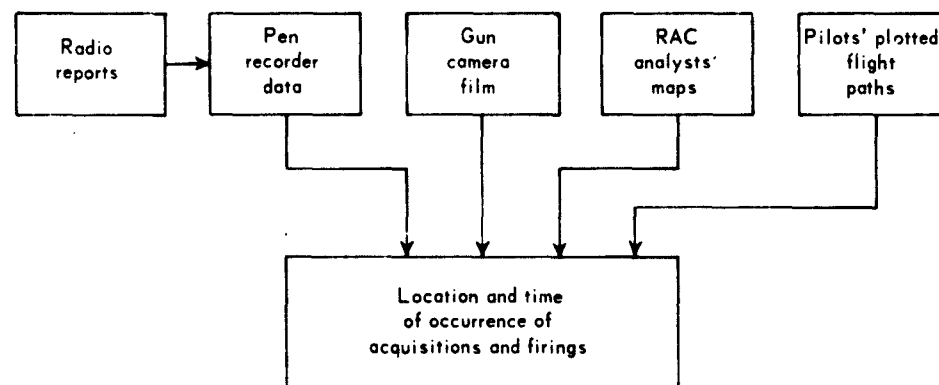 Radio
reports
Pen
recorder
data
Gun
camera
film
RAC
analysts'
maps
Pilots' plotted
flight
paths
Location and time
of occurrence of
acquisitions and firings